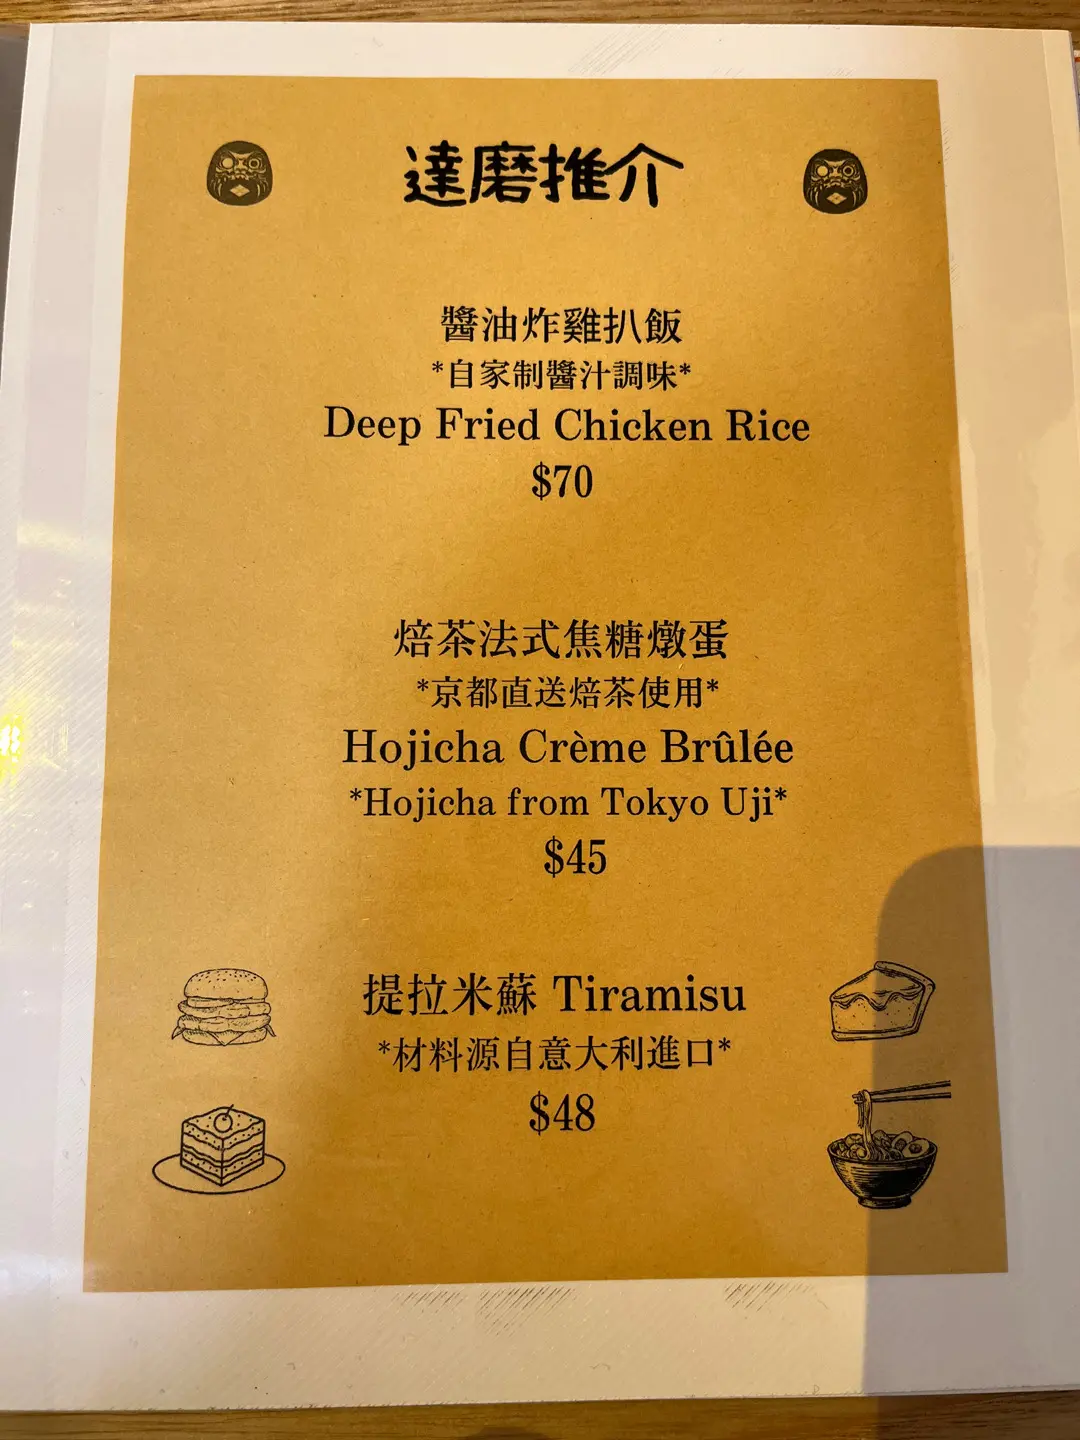 達磨推介
醬油炸雞扒飯
*自家制醬汁調味*
Deep Fried Chicken Rice
$70
焙茶法式焦糖燉蛋
*京都直送焙茶使用*
Hojicha Crème Brûlée
*Hojicha from Tokyo Uji*
$45
提拉米蘇 Tiramisu
*材料源自意大利進口*
$48